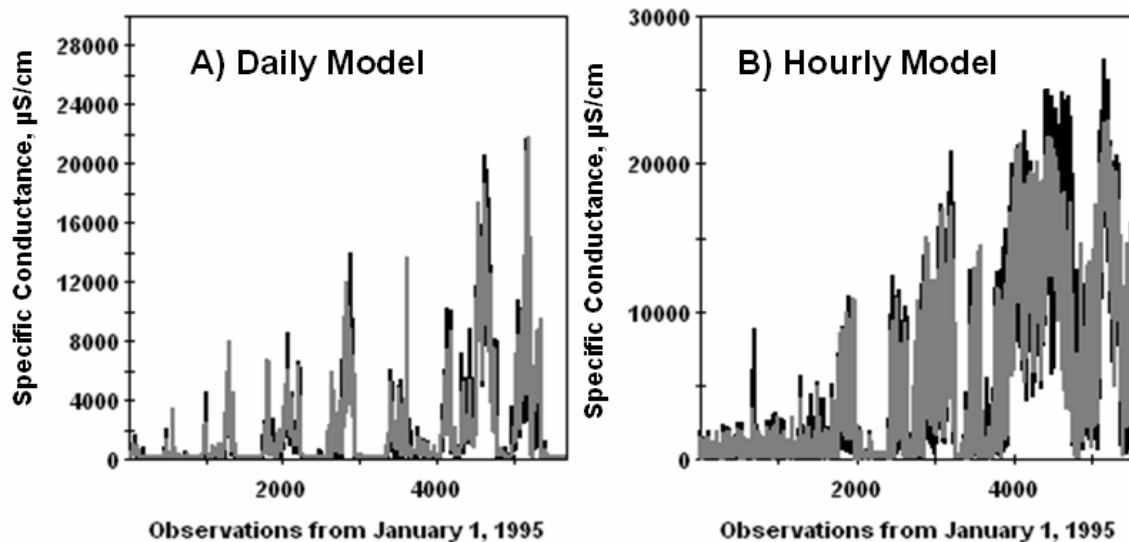 A) Daily Model
Specific Conductance, µS/cm
28000
24000
20000
16000
12000
8000
4000
0
2000
4000
Observations from January 1, 1995
B) Hourly Model
Specific Conductance, µS/cm
30000
20000
10000
0
2000
4000
Observations from January 1, 1995